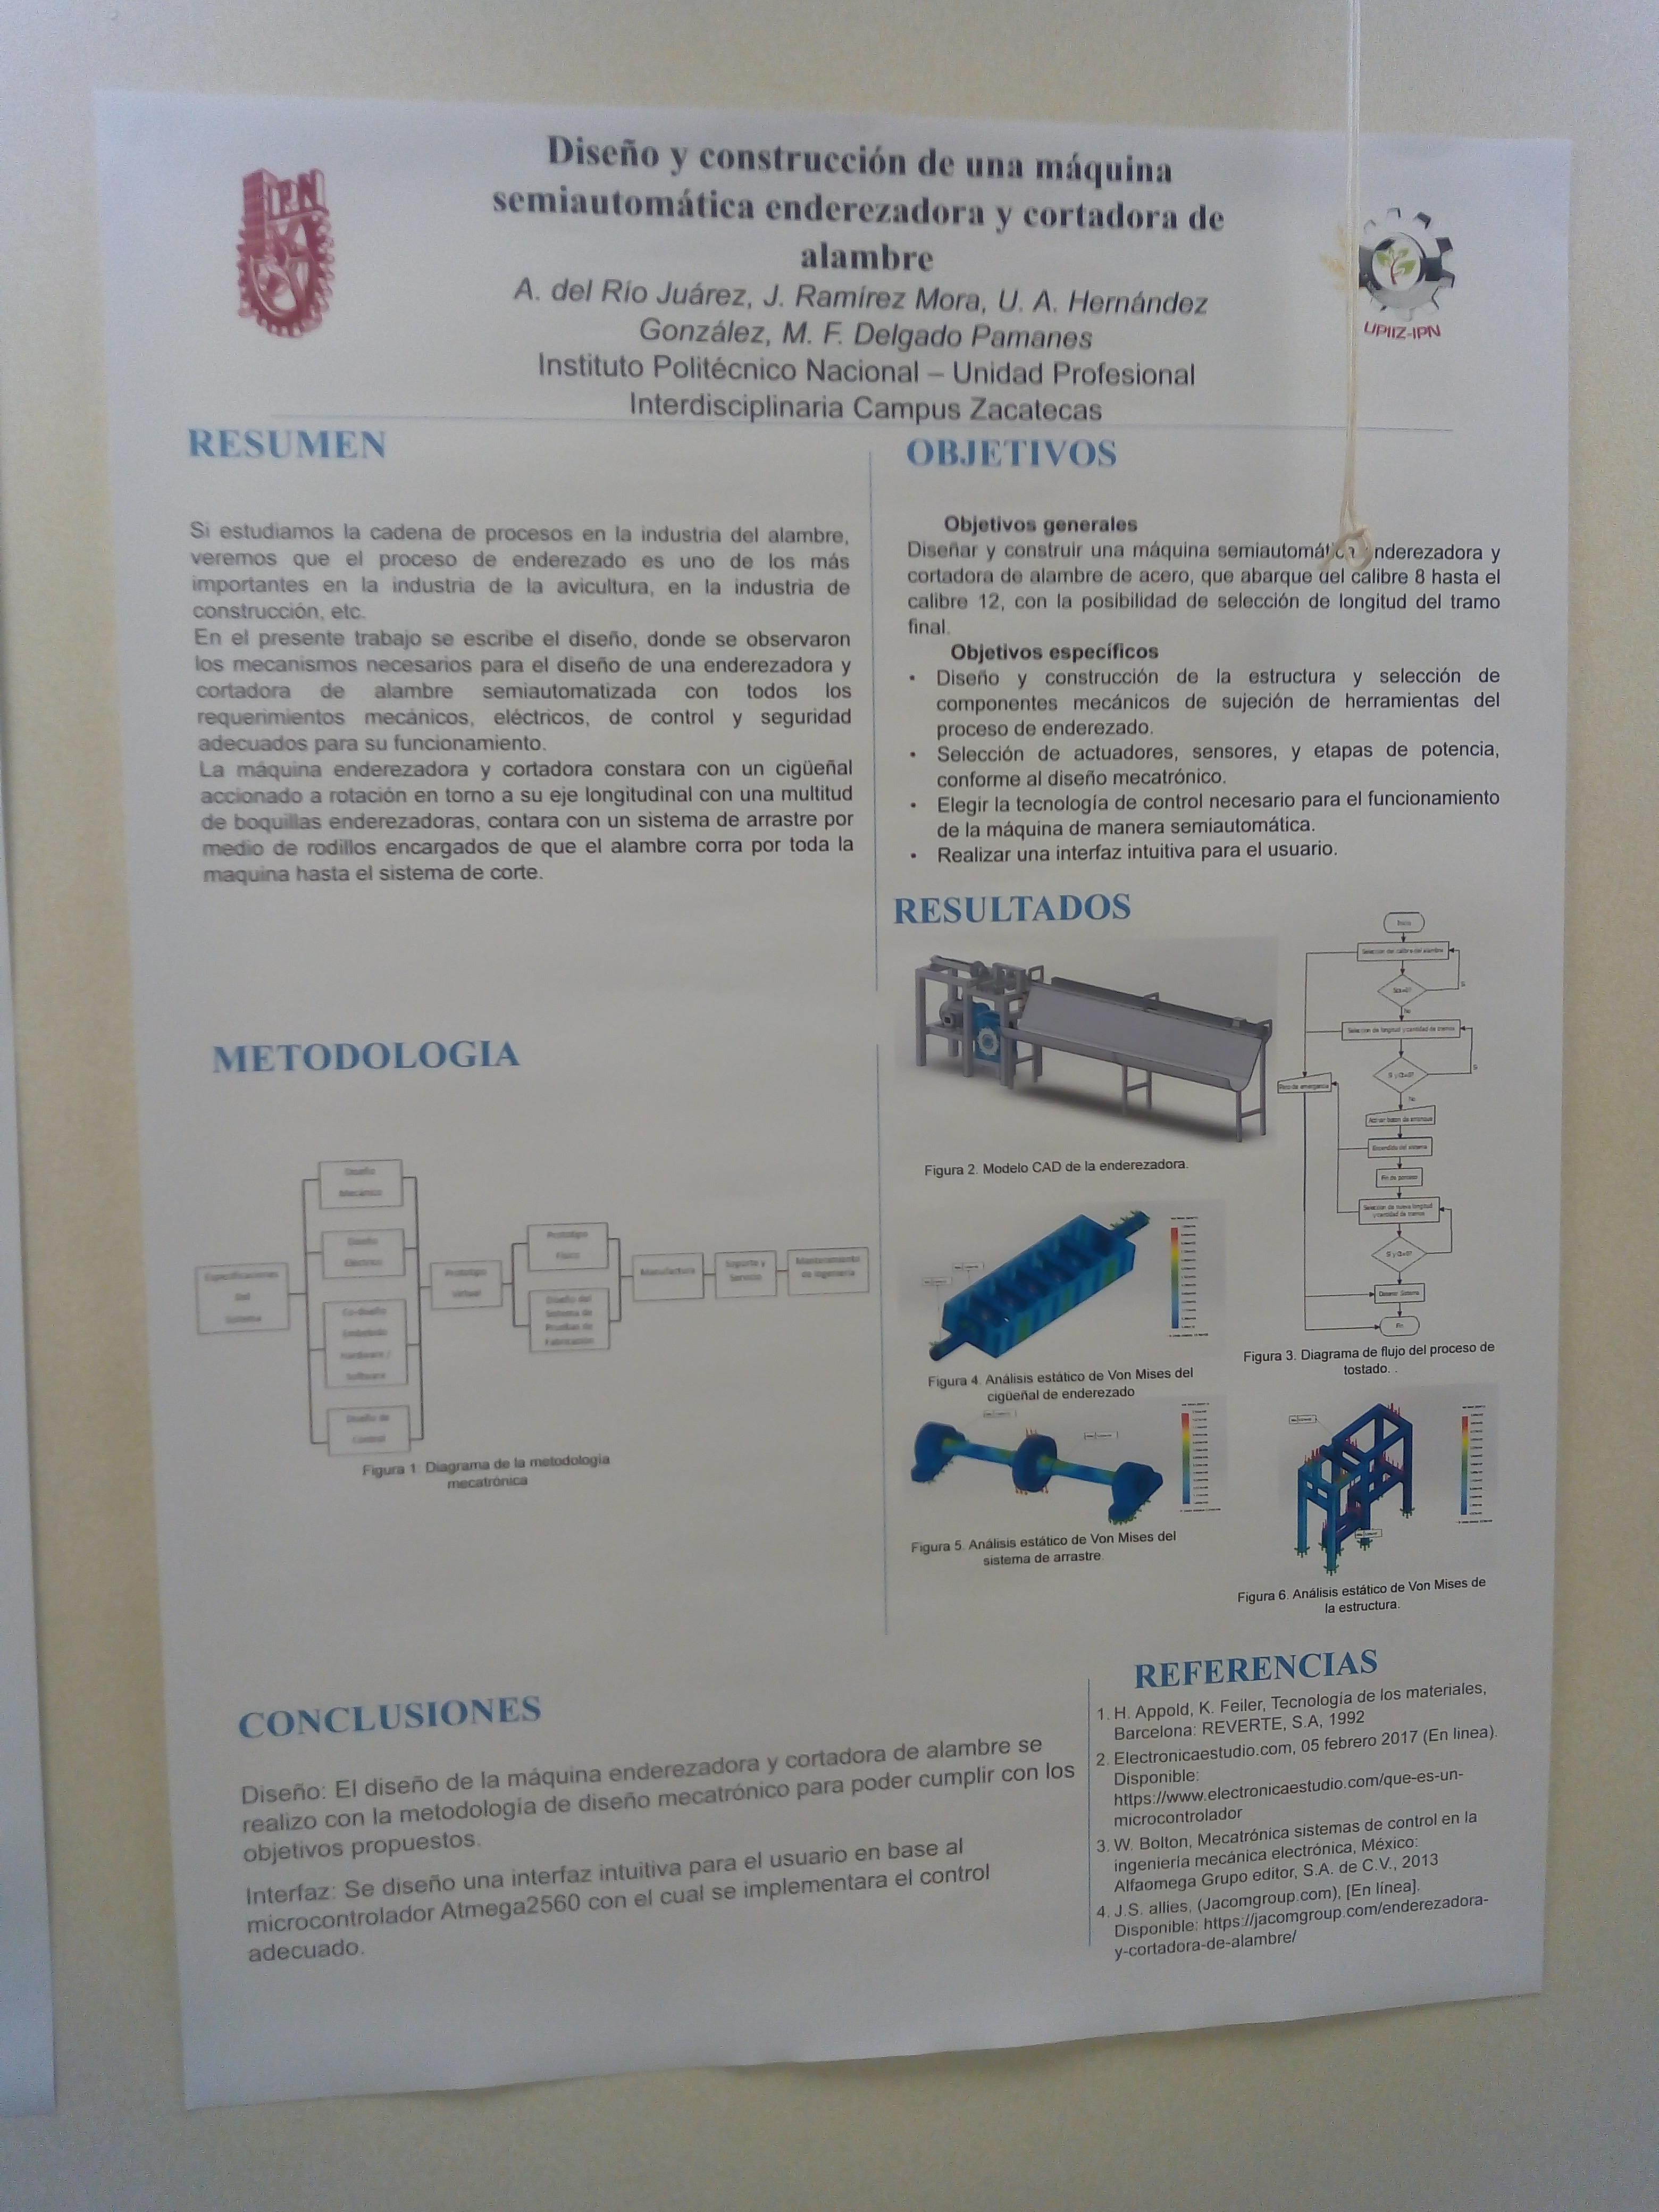 Diseño y construcción de una máquina
semiautomática enderezadora y cortadora de
alambre
A. del Río Juárez, J. Ramírez Mora, U. A. Hernández
González, M. F. Delgado Pamanes
Instituto Politécnico Nacional – Unidad Profesional
Interdisciplinaria Campus Zacatecas
IPN
UPIIZ-IPN
RESUMEN
Si estudiamos la cadena de procesos en la industria del alambre,
veremos que el proceso de enderezado es uno de los más
importantes en la industria de la avicultura, en la industria de
construcción, etc.
En el presente trabajo se escribe el diseño, donde se observaron
los mecanismos necesarios para el diseño de una enderezadora y
cortadora de alambre semiautomatizada con todos los
requerimientos mecánicos, eléctricos, de control y seguridad
adecuados para su funcionamiento.
La máquina enderezadora y cortadora constara con un cigüeñal
accionado a rotación en torno a su eje longitudinal con una multitud
de boquillas enderezadoras, contara con un sistema de arrastre por
medio de rodillos encargados de que el alambre corra por toda la
maquina hasta el sistema de corte.
METODOLOGIA
Especificaciones
Del
Sistema
Diseño
Mecánico
Diseño
Eléctrico
Co-diseño
Embebido
Hardware /
Software
Diseño de
Control
Prototipo
Virtual
Prototipo
Físico
Diseño del
Sistema de
Pruebas de
Fabricación
Manufactura
Soporte y
Servicio
Mantenimiento
de Ingeniería
Figura 1. Diagrama de la metodología
mecatrónica
OBJETIVOS
Objetivos generales
Diseñar y construir una máquina semiautomática nderezadora y
cortadora de alambre de acero, que abarque del calibre 8 hasta el
calibre 12, con la posibilidad de selección de longitud del tramo
final.
Objetivos específicos
• Diseño y construcción de la estructura y selección de
componentes mecánicos de sujeción de herramientas del
proceso de enderezado.
• Selección de actuadores, sensores, y etapas de potencia,
conforme al diseño mecatrónico.
• Elegir la tecnología de control necesario para el funcionamiento
de la máquina de manera semiautomática.
• Realizar una interfaz intuitiva para el usuario.
RESULTADOS
Figura 2. Modelo CAD de la enderezadora.
Inicio
Seleccion del calibre del alambre
Si
No
Seleccion de longitud y cantidad de tramos
Si
No
Paro de emergencia
Activar boton de arranque
Encendido del sistema
Fin de proceso
Seleccion de nueva longitud
y cantidad de tramos
Detener Sistema
Fin
Figura 3. Diagrama de flujo del proceso de
tostado. .
Figura 4. Análisis estático de Von Mises del
cigüeñal de enderezado
Figura 5. Análisis estático de Von Mises del
sistema de arrastre.
Figura 6. Análisis estático de Von Mises de
la estructura.
CONCLUSIONES
Diseño: El diseño de la máquina enderezadora y cortadora de alambre se
realizo con la metodología de diseño mecatrónico para poder cumplir con los
objetivos propuestos.
Interfaz: Se diseño una interfaz intuitiva para el usuario en base al
microcontrolador Atmega2560 con el cual se implementara el control
adecuado.
REFERENCIAS
1. H. Appold, K. Feiler, Tecnología de los materiales,
Barcelona: REVERTE, S.A, 1992
2. Electronicaestudio.com, 05 febrero 2017 (En linea).
Disponible:
https://www.electronicaestudio.com/que-es-un-
microcontrolador
3. W. Bolton, Mecatrónica sistemas de control en la
ingeniería mecánica electrónica, México:
Alfaomega Grupo editor, S.A. de C.V., 2013
4. J.S. allies, (Jacomgroup.com), [En línea].
Disponible: https://jacomgroup.com/enderezadora-
y-cortadora-de-alambre/